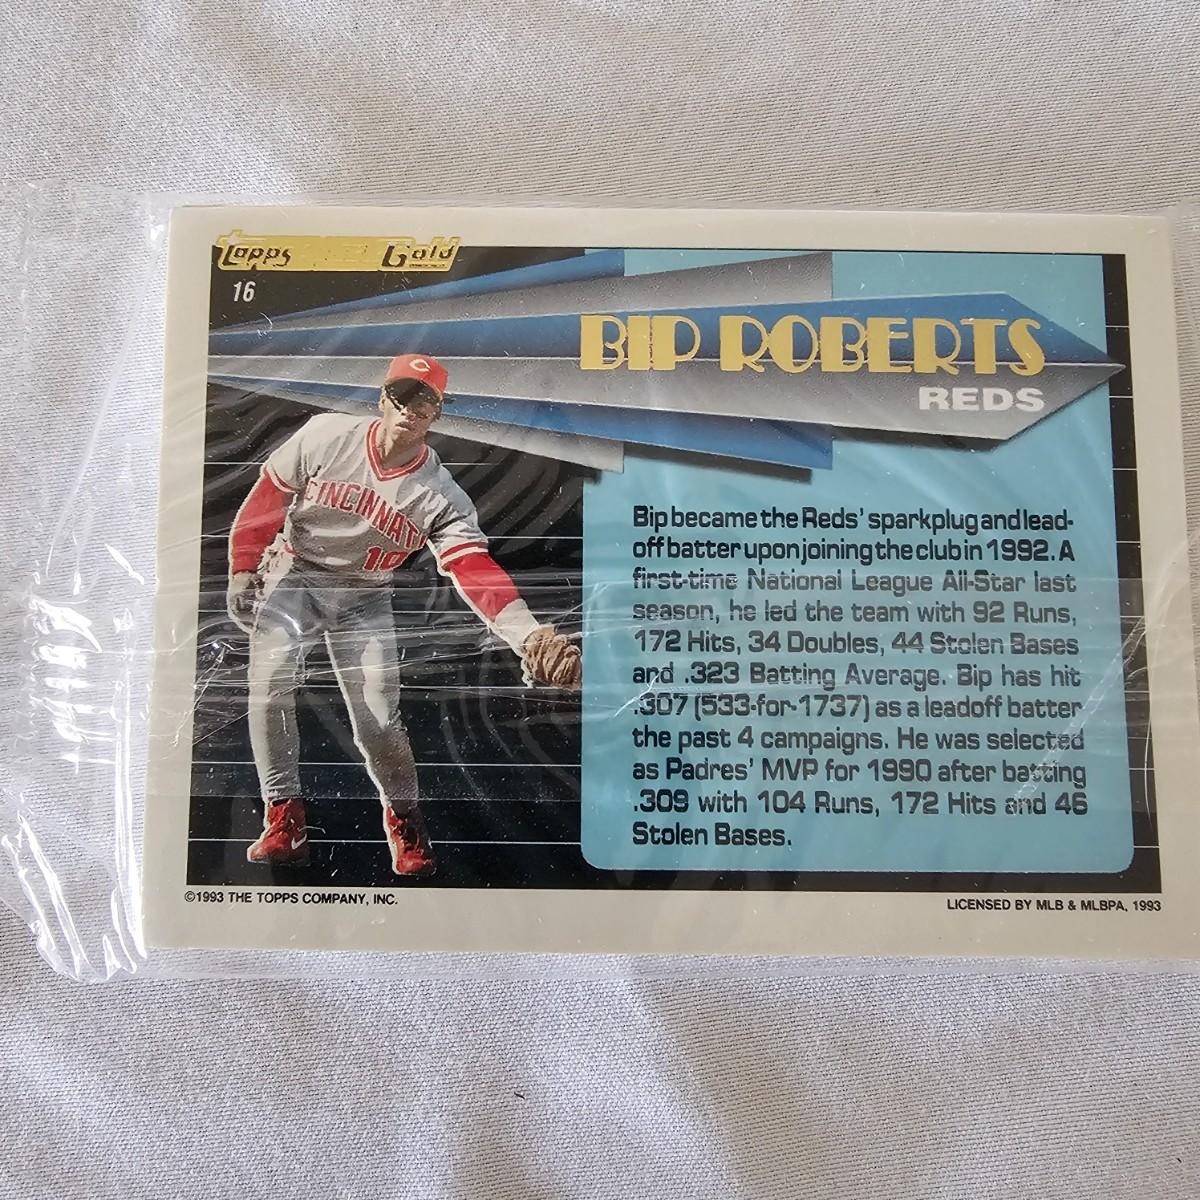 Topps Gold
16
BIP ROBERTS
REDS
CINCINNATI
10
Bip became the Reds' sparkplug and lead-
off batter upon joining the club in 1992. A
first-time National League All-Star last
season, he led the team with 92 Runs,
172 Hits, 34 Doubles, 44 Stolen Bases
and .323 Batting Average. Bip has hit
.307 (533-for-1737) as a leadoff batter
the past 4 campaigns. He was selected
as Padres' MVP for 1990 after batting
.309 with 104 Runs, 172 Hits and 46
Stolen Bases.
©1993 THE TOPPS COMPANY, INC.
LICENSED BY MLB & MLBPA, 1993